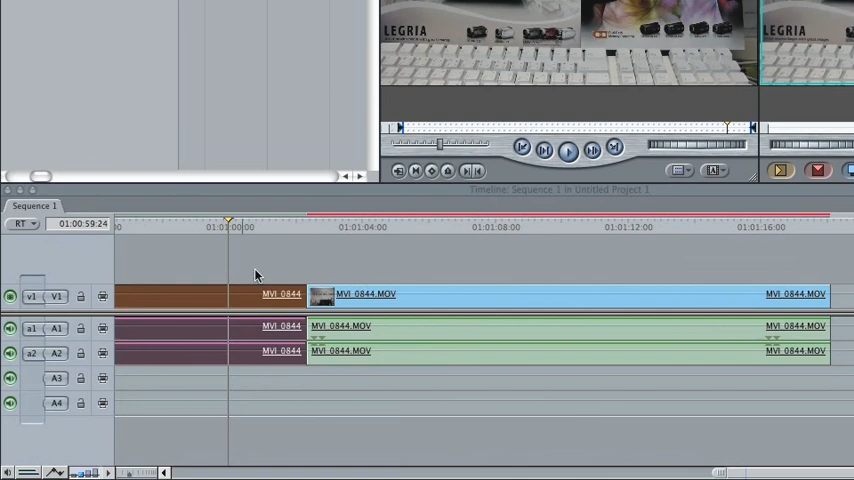 LEGRIA
LEGRIA
Timeline: Sequence 1 in Untitled Project 1
Sequence 1
RT
01:00:59:24
00
01:01:00:00
01:01:04:00
01:01:08:00
01:01:12:00
01:01:16:00
v1 V1
MVI_0844
MVI_0844.MOV
MVI_0844.MOV
a1 A1
MVI_0844
MVI_0844.MOV
MVI_0844.MOV
a2 A2
MVI_0844
MVI_0844.MOV
MVI_0844.MOV
A3
A4